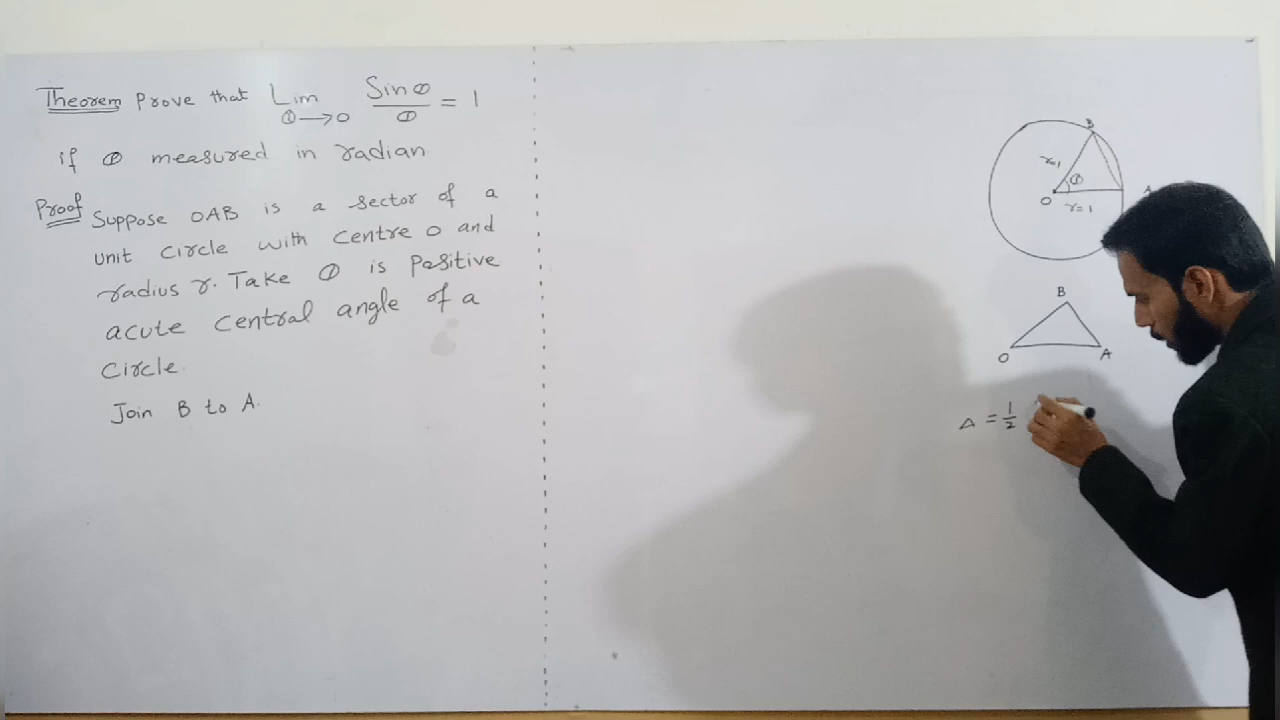 Theorem Prove that Lim θ→0 Sin θ/θ = 1
if θ measured in radian
Proof Suppose OAB is a sector of a
unit circle with centre O and
radius r. Take θ is Positive
acute central angle of a
circle.
Join B to A.
B
r=1
θ
O
A
r=1
B
O
A
△ = 1/2